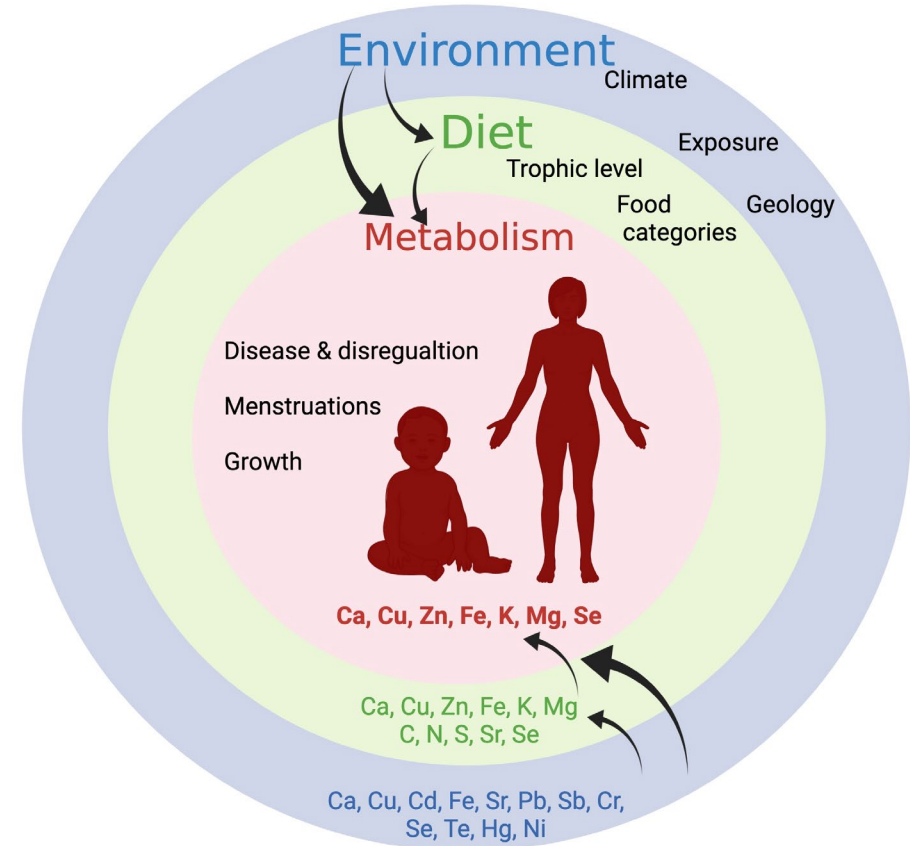 Environment
Climate
Diet
Exposure
Trophic level
Food
categories
Geology
Metabolism
Disease & disregualtion
Menstruations
Growth
Ca, Cu, Zn, Fe, K, Mg, Se
Ca, Cu, Zn, Fe, K, Mg
C, N, S, Sr, Se
Ca, Cu, Cd, Fe, Sr, Pb, Sb, Cr,
Se, Te, Hg, Ni